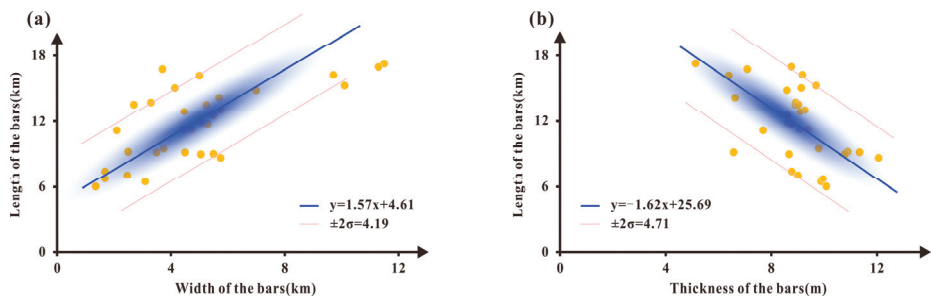 (a)
Length of the bars(km)
18
12
6
0
0
4
8
12
Width of the bars(km)
y=1.57x+4.61
±2σ=4.19
(b)
Length of the bars(km)
18
12
6
0
0
4
8
12
Thickness of the bars(m)
y=−1.62x+25.69
±2σ=4.71